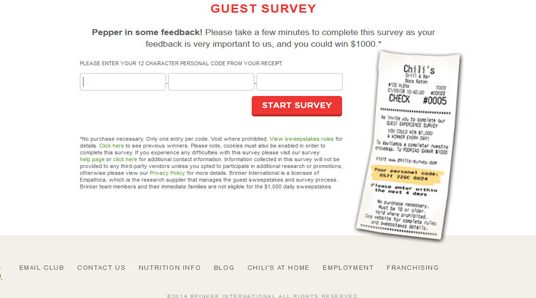 GUEST SURVEY
Pepper in some feedback! Please take a few minutes to complete this survey as your
feedback is very important to us, and you could win $1000.*
PLEASE ENTER YOUR 12 CHARACTER PERSONAL CODE FROM YOUR RECEIPT
START SURVEY
*No purchase necessary. Only one entry per code. Void where prohibited. View sweepstakes rules for
details. Click here to see previous winners. Please note, cookies must also be enabled in order to
complete this survey. If you experience any difficulties with this survey please visit our survey
help page or click here for additional contact information. Information collected in this survey will not be
provided to any third-party vendors unless you opted to participate in additional research or promotions;
otherwise please view our Privacy Policy for more details. Brinker International is a licensee of
Empathica, which is the research supplier that manages the guest sweepstakes and survey process.
Brinker team members and their immediate families are not eligible for the $1,000 daily sweepstakes.
Chili's
Grill & Bar
Boca Raton
CHECK #0005
We invite you to complete our
GUEST EXPERIENCE SURVEY
YOU COULD WIN $1,000
A WINNER EVERY DAY!
Te invitamos a completar nuestra
encuesta. Tu PODRIAS GANAR $1000
Visit www.chilis-survey.com
Your personal code:
Please enter within
the next 4 days
No purchase necessary.
Must be 18 or older.
Void where prohibited.
See website for complete rules
and sweepstakes details.
EMAIL CLUB CONTACT US NUTRITION INFO BLOG CHILI'S AT HOME EMPLOYMENT FRANCHISING
©2014 BRINKER INTERNATIONAL ALL RIGHTS RESERVED